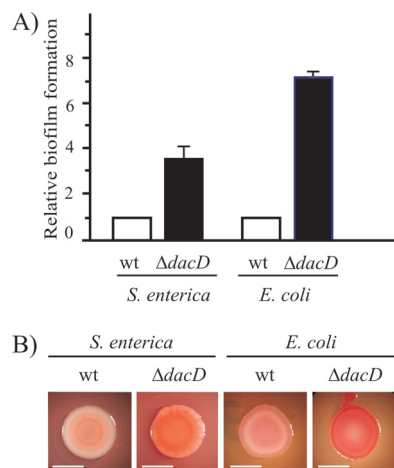 A)
Relative biofilm formation
8
6
4
2
0
wt ΔdacD wt ΔdacD
S. enterica E. coli
B)
S. enterica E. coli
wt ΔdacD wt ΔdacD